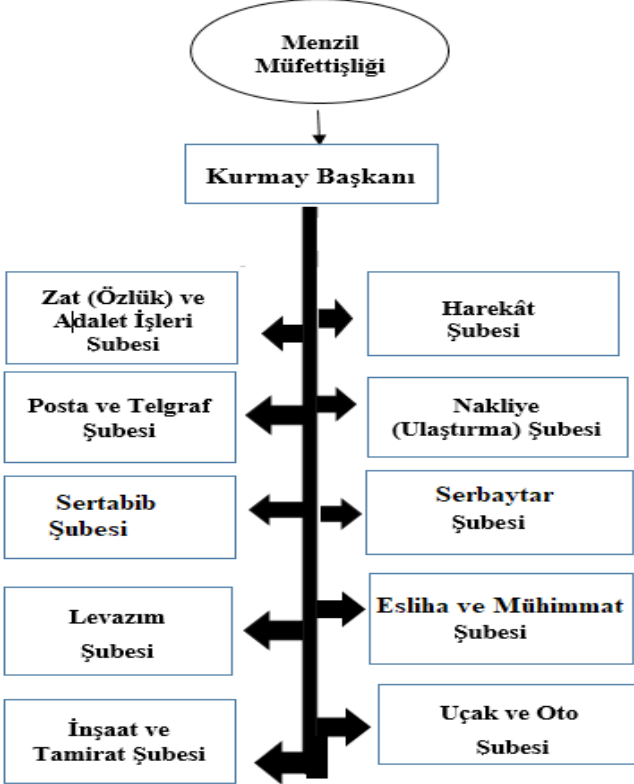 Menzil
Müfettişliği
Kurmay Başkanı
Zat (Özlük) ve
Adalet İşleri
Subesi
Harekât
Şubesi
Posta ve Telgraf
Şubesi
Nakliye
(Ulaştırma) Şubesi
Sertabib
Şubesi
Serbaytar
Şubesi
Levazım
Şubesi
Esliha ve Mühimmat
Şubesi
İnşaat ve
Tamirat Şubesi
Uçak ve Oto
Şubesi